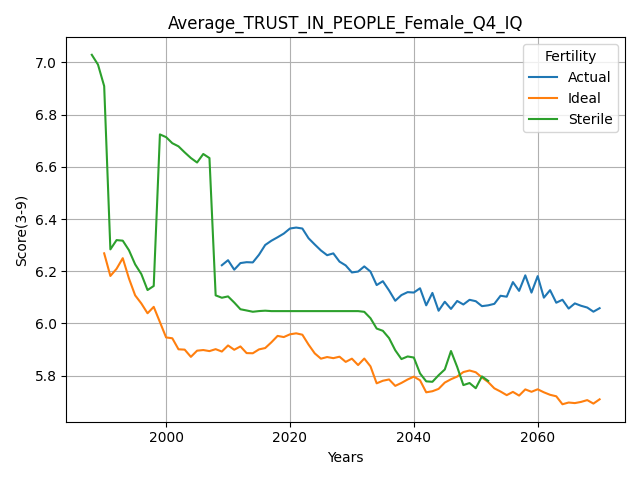 Average_TRUST_IN_PEOPLE_Female_Q4_IQ
Score(3-9)
7.0
6.8
6.6
6.4
6.2
6.0
5.8
Fertility
Actual
Ideal
Sterile
2000
2020
2040
2060
Years